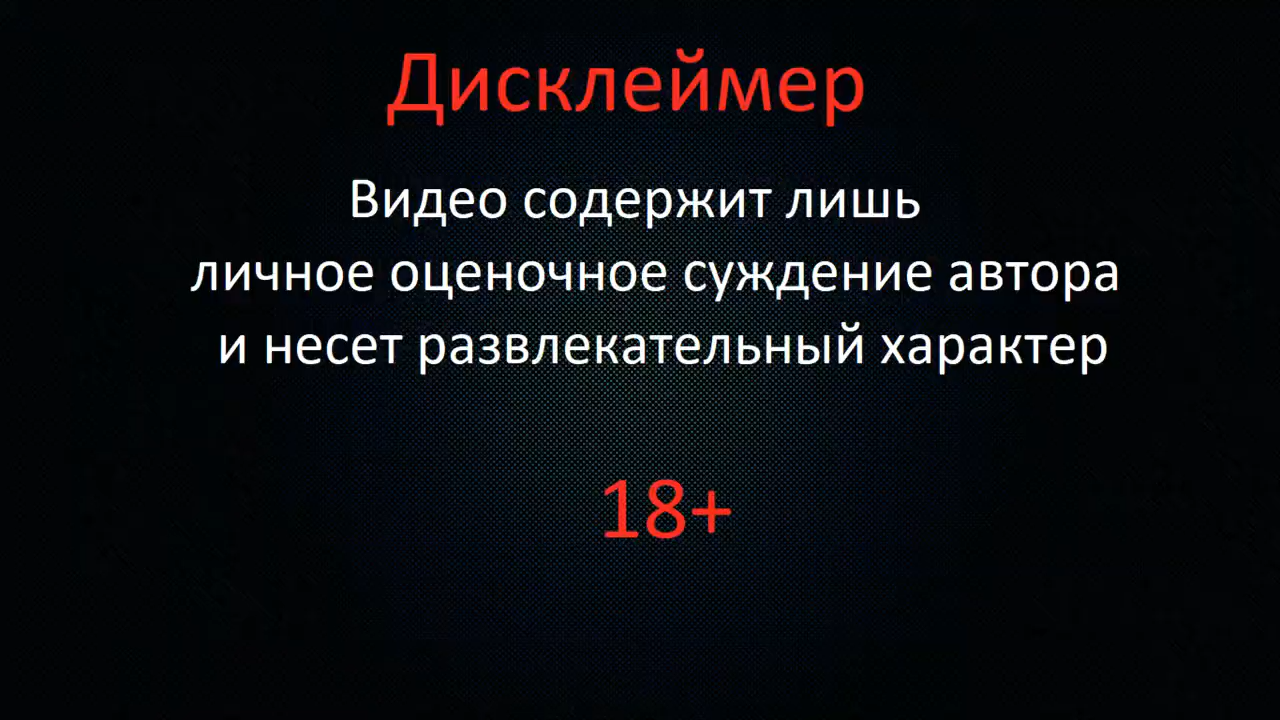 Дисклеймер
Видео содержит лишь
личное оценочное суждение автора
и несет развлекательный характер
18+